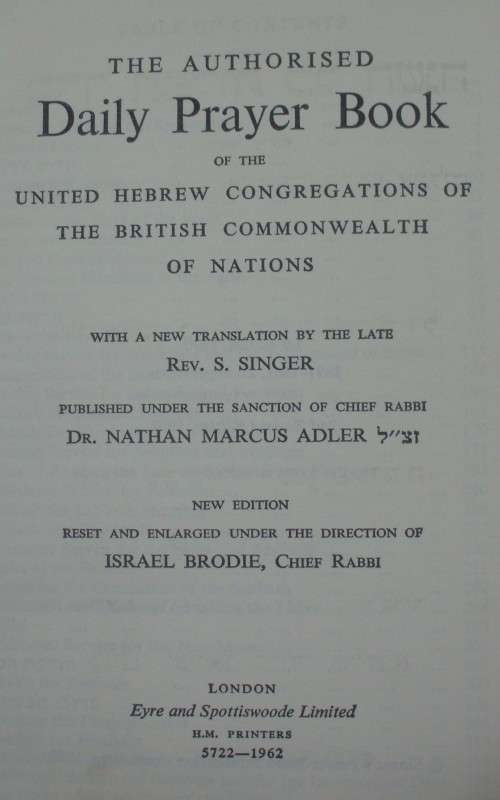 THE AUTHORISED
Daily Prayer Book
OF THE
UNITED HEBREW CONGREGATIONS OF
THE BRITISH COMMONWEALTH
OF NATIONS
WITH A NEW TRANSLATION BY THE LATE
REV. S. SINGER
PUBLISHED UNDER THE SANCTION OF CHIEF RABBI
DR. NATHAN MARCUS ADLER זצ״ל
NEW EDITION
RESET AND ENLARGED UNDER THE DIRECTION OF
ISRAEL BRODIE, CHIEF RABBI
LONDON
Eyre and Spottiswoode Limited
H.M. PRINTERS
5722—1962